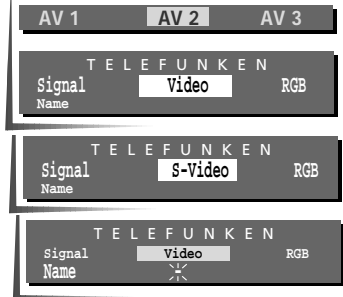 AV 1 AV 2 AV 3
TELEFUNKEN
Signal Video RGB
Name
TELEFUNKEN
Signal S-Video RGB
Name
TELEFUNKEN
Signal Video RGB
Name -